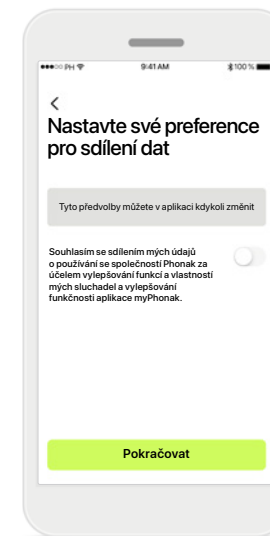 ●●●○○ PH 9:41 AM 100 %
Nastavte své preference
pro sdílení dat
Tyto předvolby můžete v aplikaci kdykoli změnit
Souhlasím se sdílením mých údajů
o používání se společností Phonak za
účelem vylepšování funkcí a vlastností
mých sluchadel a vylepšování
funkčnosti aplikace myPhonak.
Pokračovat